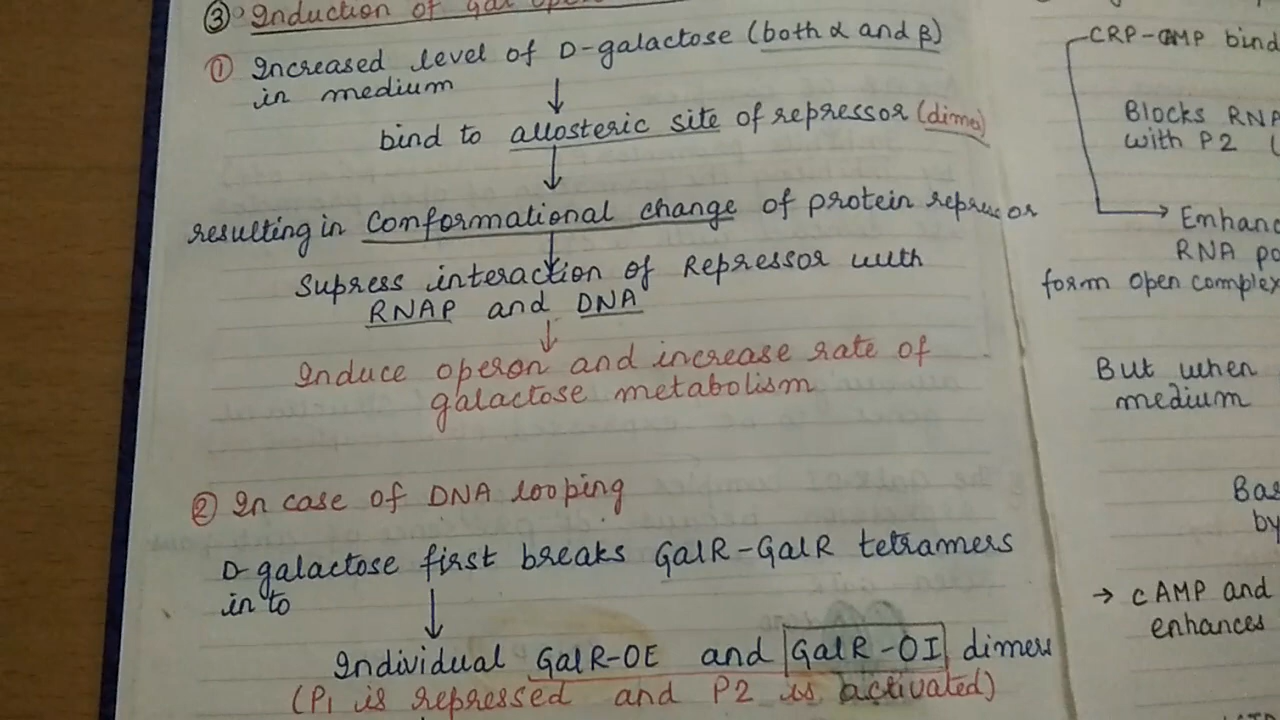 ③ Induction of Gal
① Increased level of D-galactose (both α and β)
in medium
↓
bind to allosteric site of repressor (dimer)
↓
resulting in Conformational change of protein repressor
↓
Supress interaction of Repressor with
RNAP and DNA
↓
Induce operon and increase rate of
galactose metabolism
② In case of DNA looping
D-galactose first breaks GalR-GalR tetramers
in to
↓
Individual GalR-OE and GalR-OI dimers
(P1 is repressed and P2 is activated)
CRP-cAMP bind
Blocks RNA
with P2 (
→ Enhanc
RNA po
form Open complex
But when
medium
Bas
by
→ cAMP and
enhances